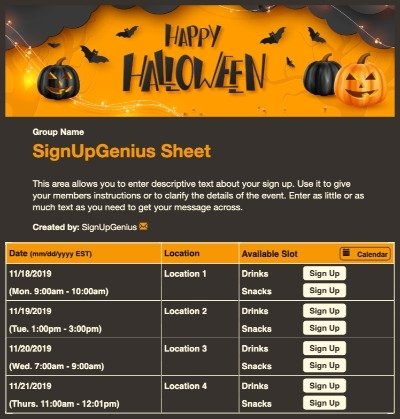 HAPPY
HALLOWEEN
Group Name
SignUpGenius Sheet
This area allows you to enter descriptive text about your sign up. Use it to give
your members instructions or to clarify the details of the event. Enter as little or as
much text as you need to get your message across.
Created by: SignUpGenius
Date (mm/dd/yyyy EST) Location Available Slot Calendar
11/18/2019 Location 1 Drinks Sign Up
(Mon. 9:00am - 10:00am) Snacks Sign Up
11/19/2019 Location 2 Drinks Sign Up
(Tue. 1:00pm - 3:00pm) Snacks Sign Up
11/20/2019 Location 3 Drinks Sign Up
(Wed. 7:00am - 9:00am) Snacks Sign Up
11/21/2019 Location 4 Drinks Sign Up
(Thurs. 11:00am - 12:01pm) Snacks Sign Up